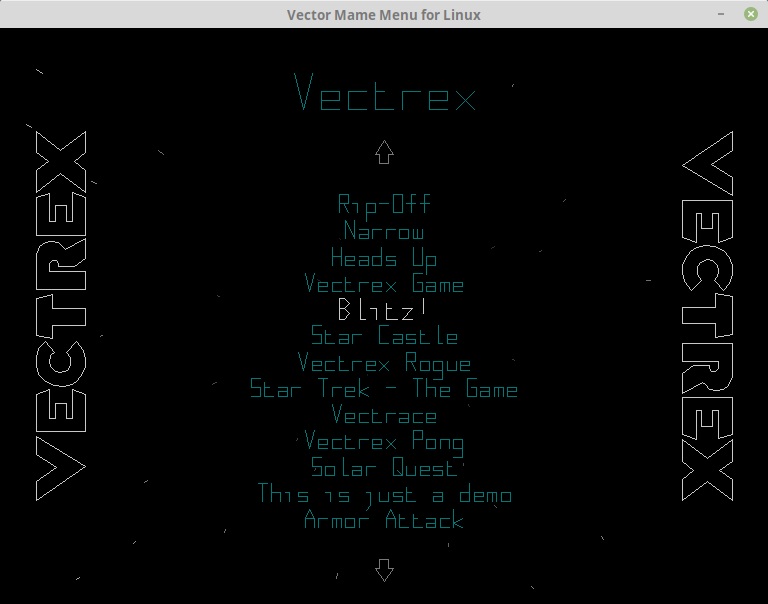 Vector Mame Menu for Linux
Vectrex
VECTREX
VECTREX
Rip-Off
Narrow
Heads Up
Vectrex Game
Blitz!
Star Castle
Vectrex Rogue
Star Trek - The Game
Vectrace
Vectrex Pong
Solar Quest
This is just a demo
Armor Attack